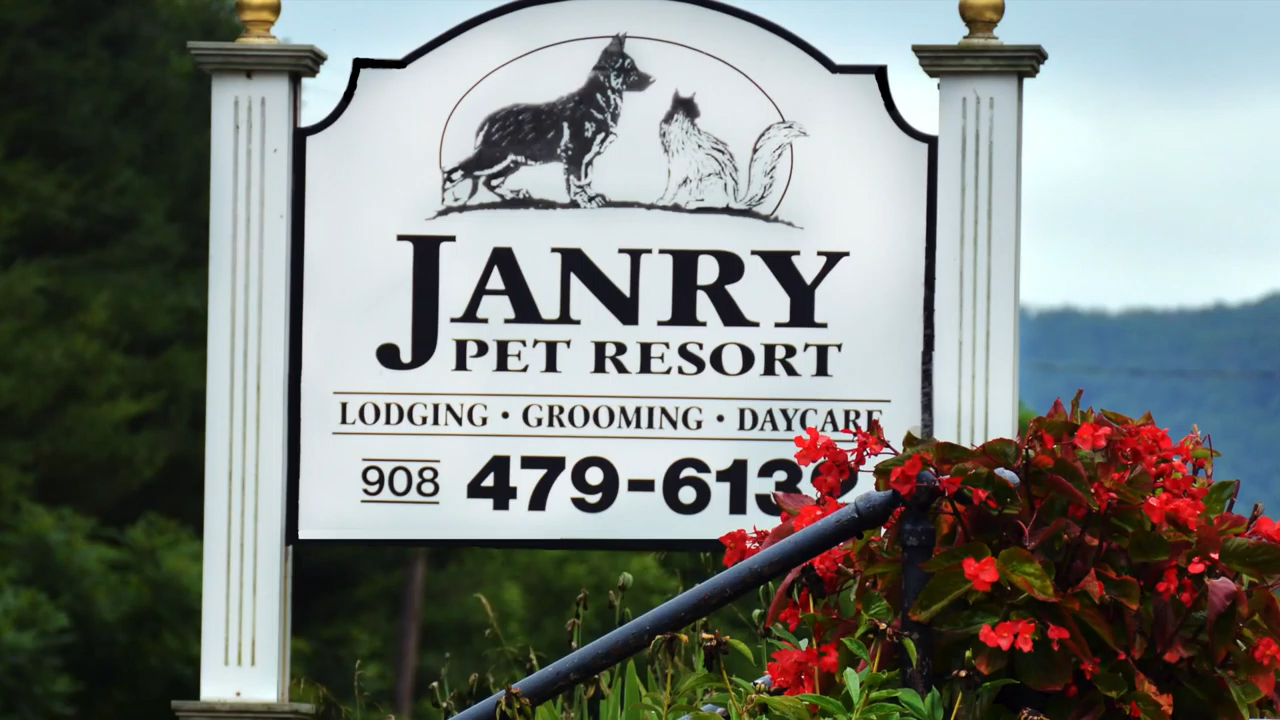 JANRY
PET RESORT
LODGING • GROOMING • DAYCARE
908 479-613